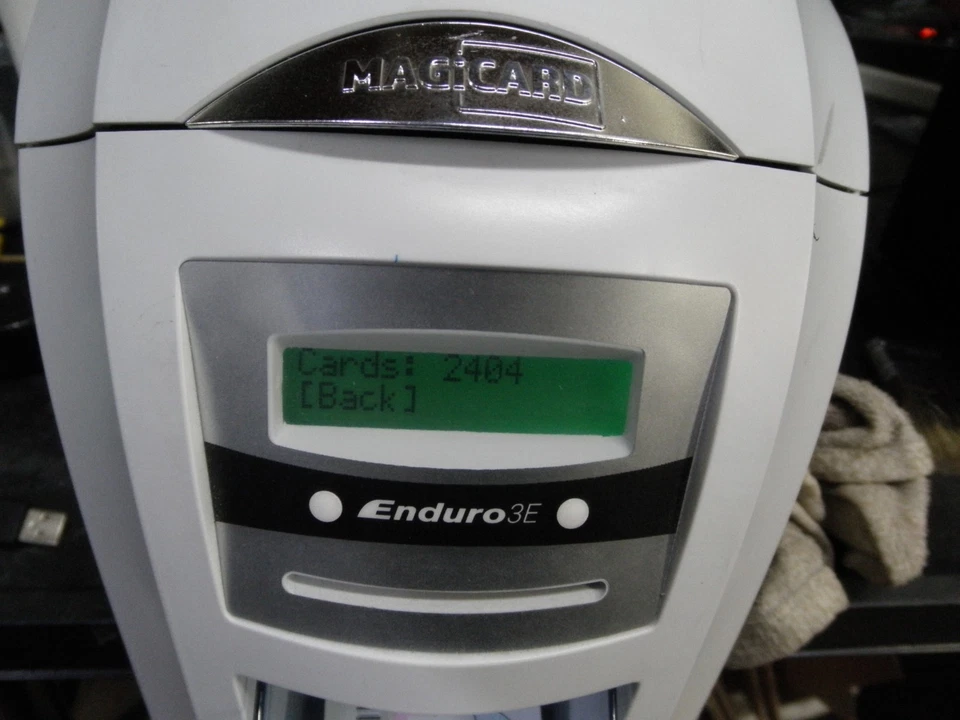 MAGiCARD
Cards: 2404
[Back]
Enduro3E